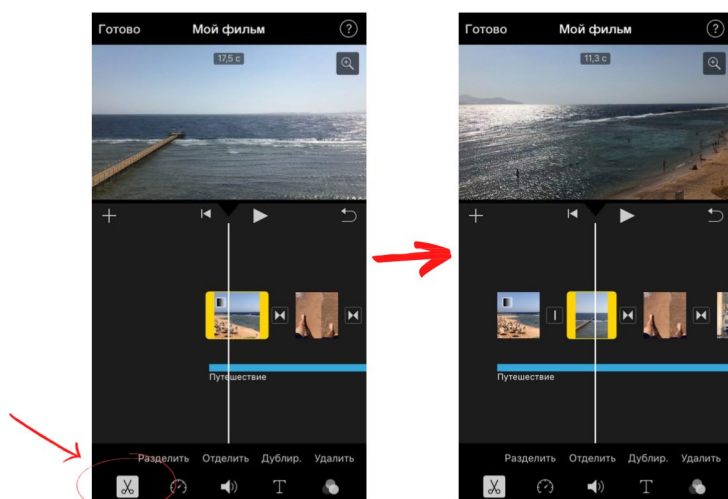 Готово Мой фильм ?
17,5 с
Путешествие
Разделить Отделить Дублир. Удалить
T
Готово Мой фильм ?
11,3 с
Путешествие
Разделить Отделить Дублир. Удалить
T